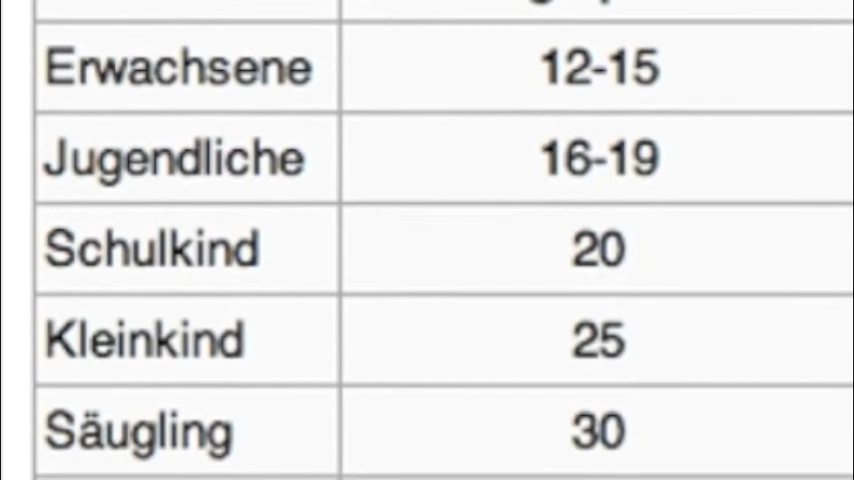 Erwachsene 12-15
Jugendliche 16-19
Schulkind 20
Kleinkind 25
Säugling 30